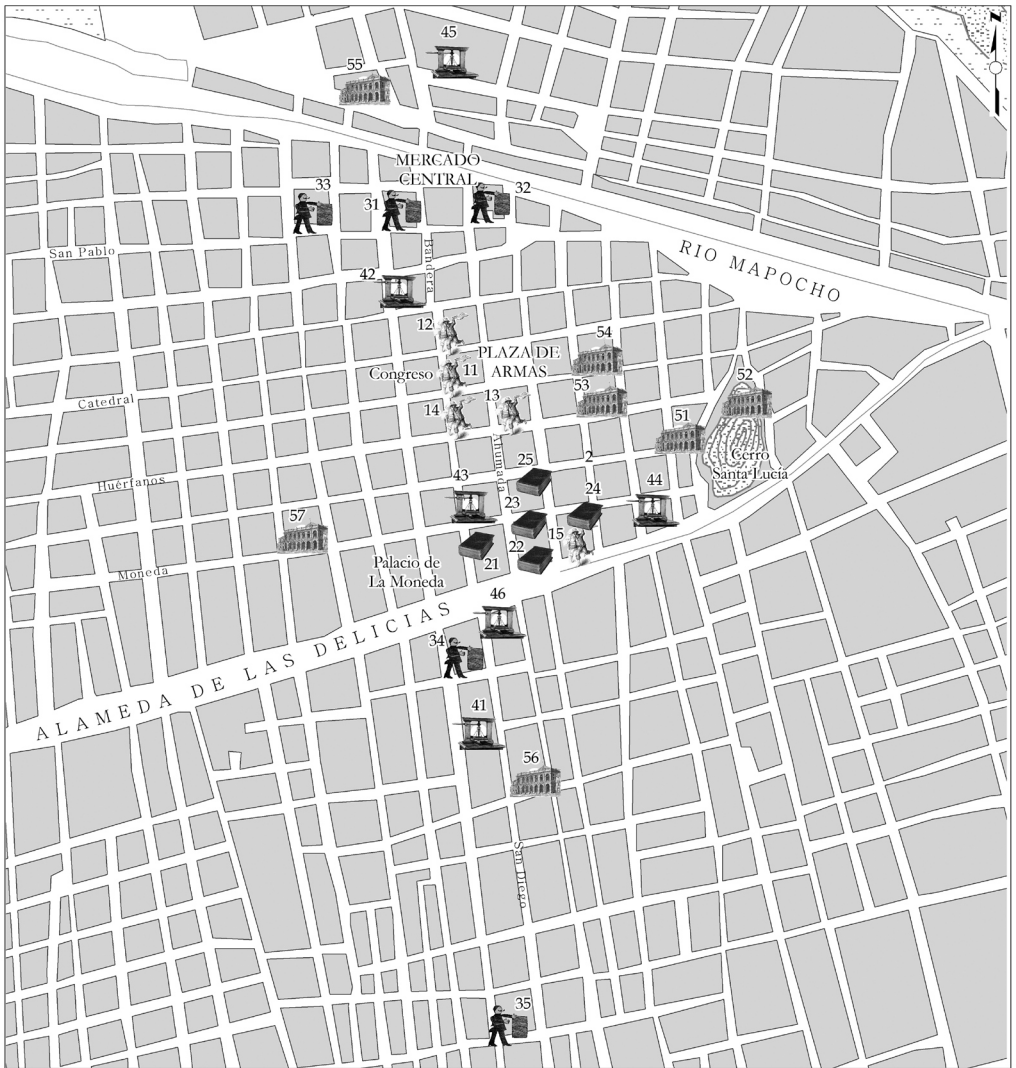 45
55
MERCADO
CENTRAL
33
32
31
San Pablo
Bandera
RIO MAPOCHO
42
12
54
PLAZA DE
ARMAS
11
Congreso
52
53
13
Catedral
14
51
Ahumada
Cerro
Santa Lucía
25
2
43
44
Huérfanos
23
24
57
15
22
21
Palacio de
La Moneda
Moneda
46
ALAMEDA DE LAS DELICIAS
34
41
56
San Diego
35